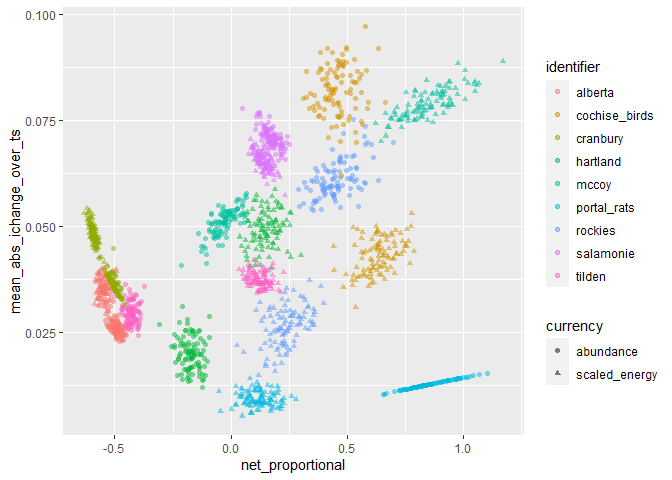 0.100
0.075
0.050
0.025
mean_abs_ichange_over_ts
-0.5
0.0
0.5
1.0
net_proportional
identifier
alberta
cochise_birds
cranbury
hartland
mccoy
portal_rats
rockies
salamonie
tilden
currency
abundance
scaled_energy